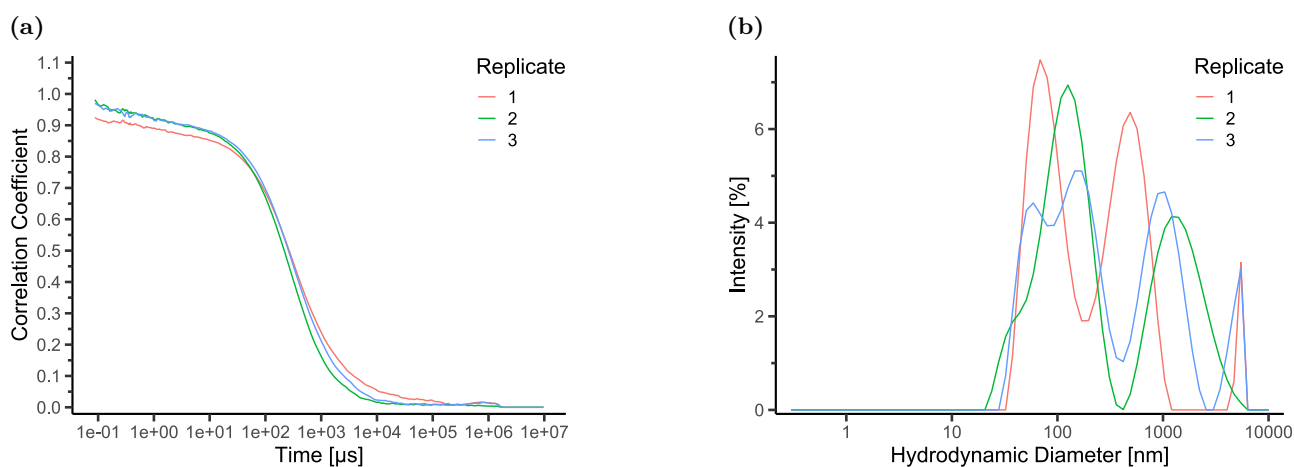 (a)
1.1
1.0
0.9
0.8
0.7
0.6
0.5
0.4
0.3
0.2
0.1
0.0
Correlation Coefficient
1e-01 1e+00 1e+01 1e+02 1e+03 1e+04 1e+05 1e+06 1e+07
Time [µs]
Replicate
1
2
3
(b)
6
4
2
0
Intensity [%]
1 10 100 1000 10000
Hydrodynamic Diameter [nm]
Replicate
1
2
3